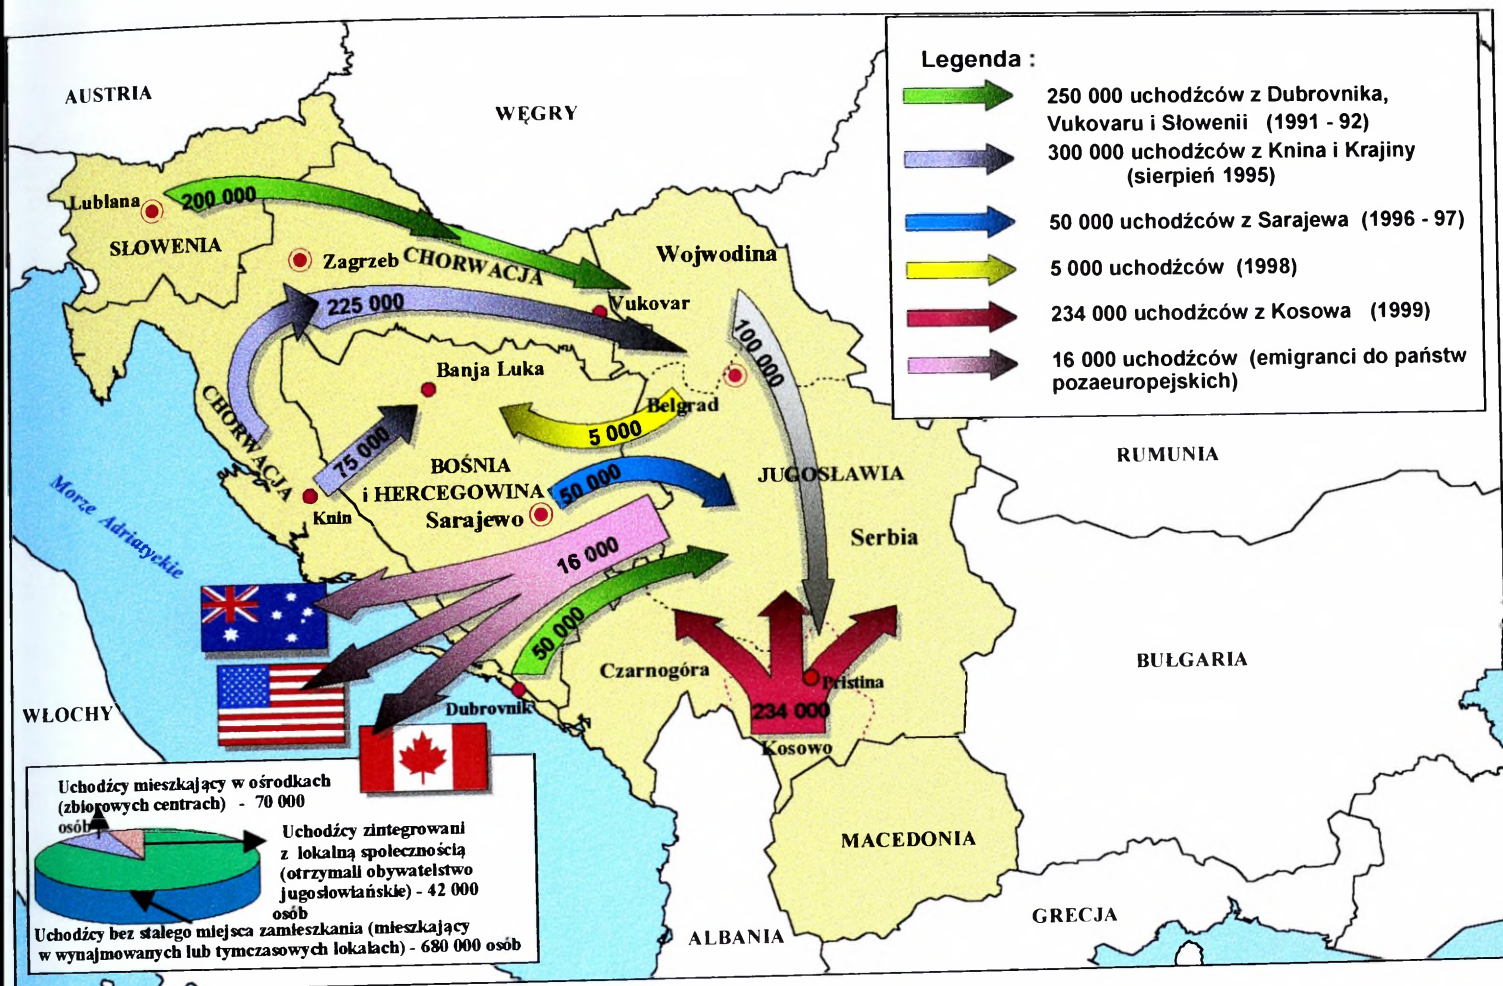 AUSTRIA
WĘGRY
Legenda :
250 000 uchodźców z Dubrovnika,
Vukovaru i Słowenii (1991 - 92)
300 000 uchodźców z Knina i Krajiny
(sierpień 1995)
50 000 uchodźców z Sarajewa (1996 - 97)
5 000 uchodźców (1998)
234 000 uchodźców z Kosowa (1999)
16 000 uchodźców (emigranci do państw
pozaeuropejskich)
Lublana
200 000
SŁOWENIA
Zagrzeb
CHORWACJA
Wojwodina
225 000
Vukovar
100 000
Banja Luka
Belgrad
CHORWACJA
5 000
75 000
BOŚNIA
i HERCEGOWINA
50 000
JUGOSŁAWIA
RUMUNIA
Knin
Sarajewo
Serbia
Morze Adriatyckie
16 000
50 000
Czarnogóra
Pristina
BUŁGARIA
Dubrovnik
234 000
Kosowo
WŁOCHY
MACEDONIA
GRECJA
ALBANIA
Uchodźcy mieszkający w ośrodkach
(zbiorowych centrach) - 70 000
osób
Uchodźcy zintegrowani
z lokalną społecznością
(otrzymali obywatelstwo
jugosłowiańskie) - 42 000
osób
Uchodźcy bez stałego miejsca zamieszkania (mieszkający
w wynajmowanych lub tymczasowych lokalach) - 680 000 osób